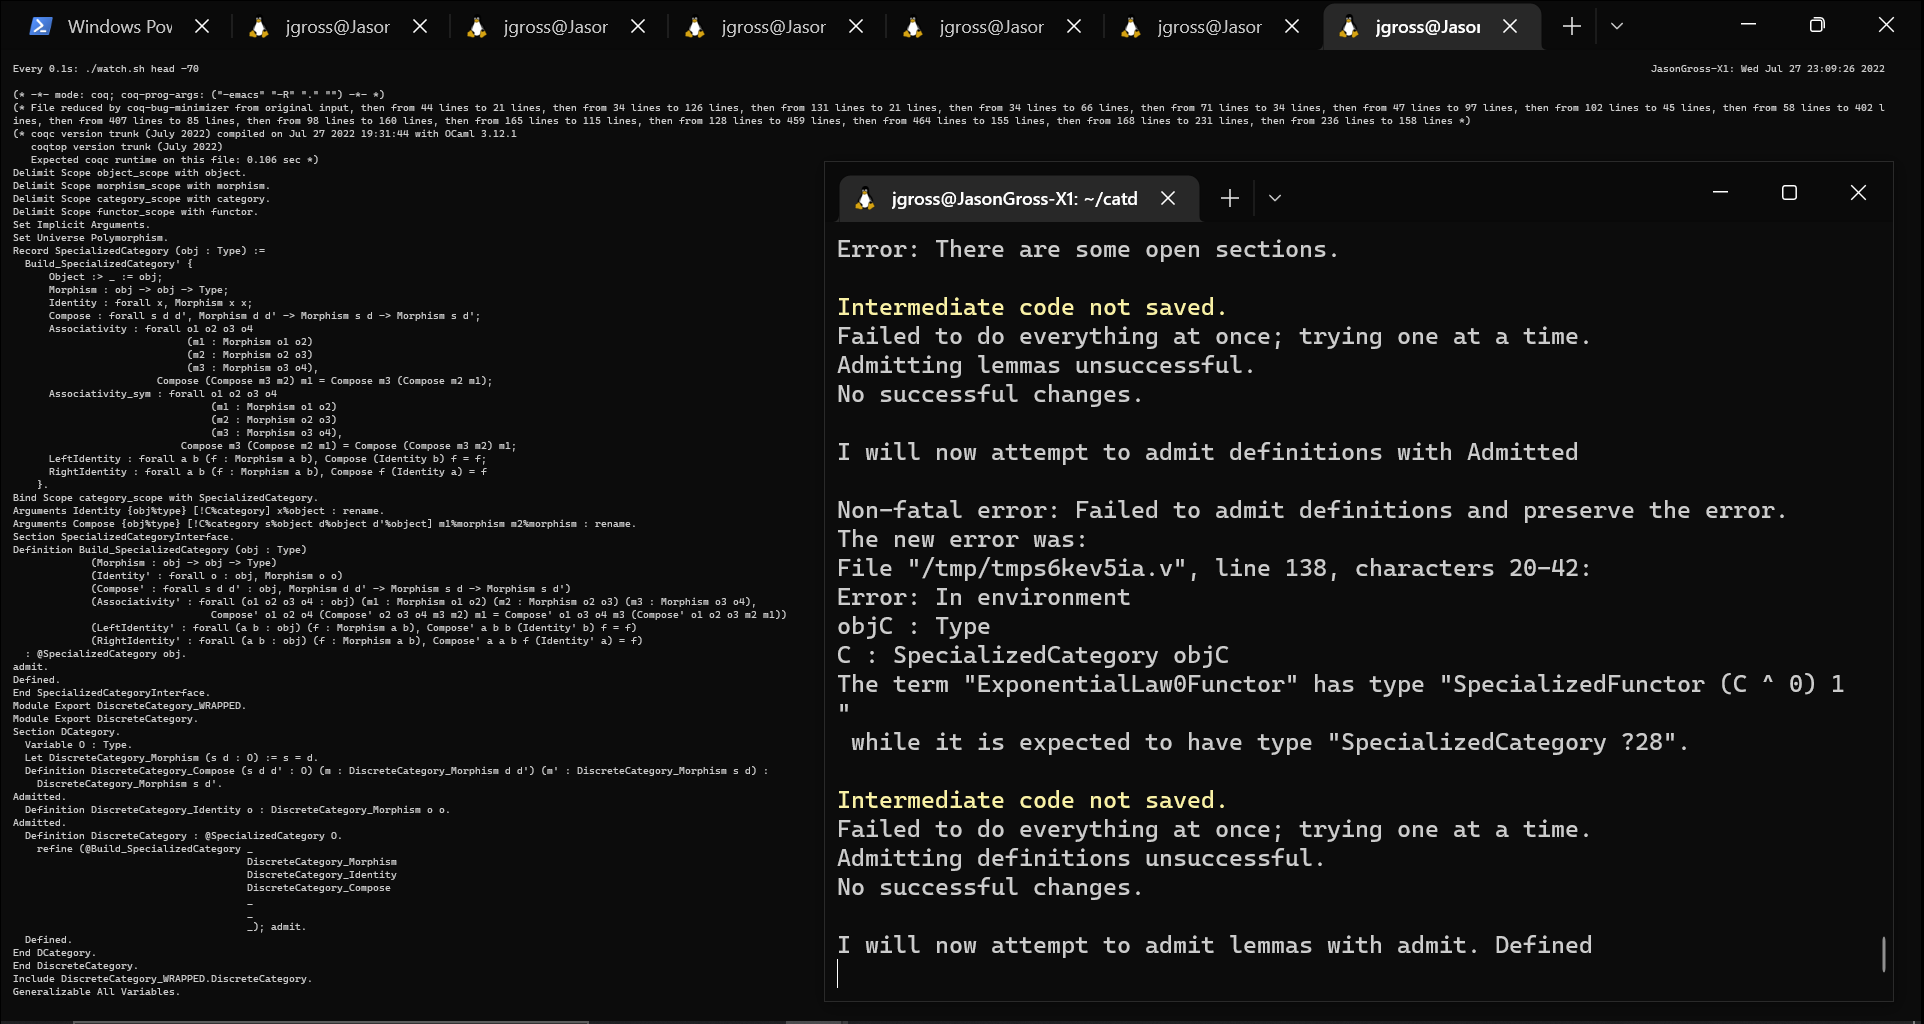 Windows Pow
jgross@Jason
jgross@Jason
jgross@Jason
jgross@Jason
jgross@Jason
jgross@Jason
Every 0.1s: ./watch.sh head -70
JasonGross-X1: Wed Jul 27 23:09:26 2022
(* -*- mode: coq; coq-prog-args: ("-emacs" "-R" "." "") -*- *)
(* File reduced by coq-bug-minimizer from original input, then from 44 lines to 21 lines, then from 34 lines to 126 lines, then from 131 lines to 21 lines, then from 34 lines to 66 lines, then from 71 lines to 34 lines, then from 47 lines to 97 lines, then from 102 lines to 45 lines, then from 58 lines to 402 l
ines, then from 407 lines to 85 lines, then from 98 lines to 160 lines, then from 165 lines to 115 lines, then from 128 lines to 459 lines, then from 464 lines to 155 lines, then from 168 lines to 231 lines, then from 236 lines to 158 lines *)
(* coqc version trunk (July 2022) compiled on Jul 27 2022 19:31:44 with OCaml 3.12.1
   coqtop version trunk (July 2022)
   Expected coqc runtime on this file: 0.106 sec *)
Delimit Scope object_scope with object.
Delimit Scope morphism_scope with morphism.
Delimit Scope category_scope with category.
Delimit Scope functor_scope with functor.
Set Implicit Arguments.
Set Universe Polymorphism.
Record SpecializedCategory (obj : Type) :=
  Build_SpecializedCategory' {
      Object :> _ := obj;
      Morphism : obj -> obj -> Type;
      Identity : forall x, Morphism x x;
      Compose : forall s d d', Morphism d d' -> Morphism s d -> Morphism s d';
      Associativity : forall o1 o2 o3 o4
                             (m1 : Morphism o1 o2)
                             (m2 : Morphism o2 o3)
                             (m3 : Morphism o3 o4),
                        Compose (Compose m3 m2) m1 = Compose m3 (Compose m2 m1);
      Associativity_sym : forall o1 o2 o3 o4
                                 (m1 : Morphism o1 o2)
                                 (m2 : Morphism o2 o3)
                                 (m3 : Morphism o3 o4),
                            Compose m3 (Compose m2 m1) = Compose (Compose m3 m2) m1;
      LeftIdentity : forall a b (f : Morphism a b), Compose (Identity b) f = f;
      RightIdentity : forall a b (f : Morphism a b), Compose f (Identity a) = f
    }.
Bind Scope category_scope with SpecializedCategory.
Arguments Identity {obj%type} [!C%category] x%object : rename.
Arguments Compose {obj%type} [!C%category s%object d%object d'%object] m1%morphism m2%morphism : rename.
Section SpecializedCategoryInterface.
Definition Build_SpecializedCategory (obj : Type)
             (Morphism : obj -> obj -> Type)
             (Identity' : forall o : obj, Morphism o o)
             (Compose' : forall s d d' : obj, Morphism d d' -> Morphism s d -> Morphism s d')
             (Associativity' : forall (o1 o2 o3 o4 : obj) (m1 : Morphism o1 o2) (m2 : Morphism o2 o3) (m3 : Morphism o3 o4),
                                 Compose' o1 o2 o4 (Compose' o2 o3 o4 m3 m2) m1 = Compose' o1 o3 o4 m3 (Compose' o1 o2 o3 m2 m1))
             (LeftIdentity' : forall (a b : obj) (f : Morphism a b), Compose' a b b (Identity' b) f = f)
             (RightIdentity' : forall (a b : obj) (f : Morphism a b), Compose' a a b f (Identity' a) = f)
  : @SpecializedCategory obj.
admit.
Defined.
End SpecializedCategoryInterface.
Module Export DiscreteCategory_WRAPPED.
Module Export DiscreteCategory.
Section DCategory.
  Variable O : Type.
  Let DiscreteCategory_Morphism (s d : O) := s = d.
  Definition DiscreteCategory_Compose (s d d' : O) (m : DiscreteCategory_Morphism d d') (m' : DiscreteCategory_Morphism s d) :
    DiscreteCategory_Morphism s d'.
Admitted.
  Definition DiscreteCategory_Identity o : DiscreteCategory_Morphism o o.
Admitted.
  Definition DiscreteCategory : @SpecializedCategory O.
    refine (@Build_SpecializedCategory _
                                       DiscreteCategory_Morphism
                                       DiscreteCategory_Identity
                                       DiscreteCategory_Compose
                                       _
                                       _
                                       _); admit.
  Defined.
End DCategory.
End DiscreteCategory.
Include DiscreteCategory_WRAPPED.DiscreteCategory.
Generalizable All Variables.
jgross@JasonGross-X1: ~/catd
Error: There are some open sections.
Intermediate code not saved.
Failed to do everything at once; trying one at a time.
Admitting lemmas unsuccessful.
No successful changes.
I will now attempt to admit definitions with Admitted
Non-fatal error: Failed to admit definitions and preserve the error.
The new error was:
File "/tmp/tmps6kev5ia.v", line 138, characters 20-42:
Error: In environment
objC : Type
C : SpecializedCategory objC
The term "ExponentialLaw0Functor" has type "SpecializedFunctor (C ^ 0) 1
"
 while it is expected to have type "SpecializedCategory ?28".
Intermediate code not saved.
Failed to do everything at once; trying one at a time.
Admitting definitions unsuccessful.
No successful changes.
I will now attempt to admit lemmas with admit. Defined